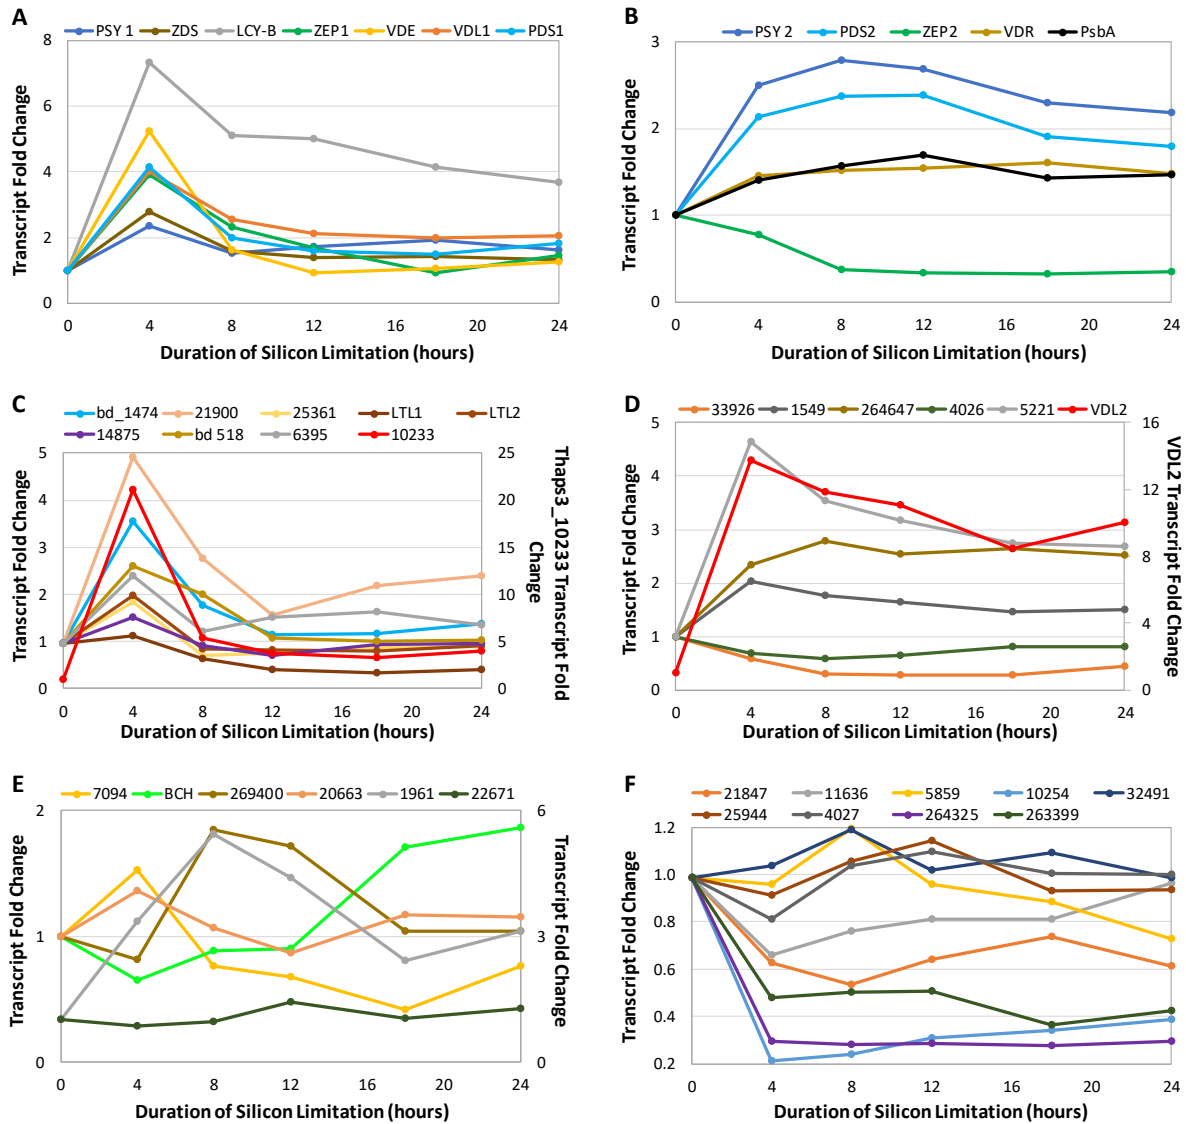 A
PSY 1 ZDS LCY-B ZEP1 VDE VDL1 PDS1
8
6
4
2
0
0 4 8 12 16 20 24
Transcript Fold Change
Duration of Silicon Limitation (hours)
B
PSY 2 PDS2 ZEP2 VDR PsbA
3
2
1
0
0 4 8 12 16 20 24
Transcript Fold Change
Duration of Silicon Limitation (hours)
C
bd_1474 21900 25361 LTL1 LTL2
14875 bd 518 6395 10233
5 25
4 20
3 15
2 10
1 5
0 0
0 4 8 12 16 20 24
Transcript Fold Change
Thaps3_10233 Transcript Fold
Change
Duration of Silicon Limitation (hours)
D
33926 1549 264647 4026 5221 VDL2
5 16
4 12
3
2 8
1 4
0 0
0 4 8 12 16 20 24
Transcript Fold Change
VDL2 Transcript Fold Change
Duration of Silicon Limitation (hours)
E
7094 BCH 269400 20663 1961 22671
2 6
1 3
0 0
0 4 8 12 16 20 24
Transcript Fold Change
Transcript Fold Change
Duration of Silicon Limitation (hours)
F
21847 11636 5859 10254 32491
25944 4027 264325 263399
1.2
1.0
0.8
0.6
0.4
0.2
0 4 8 12 16 20 24
Transcript Fold Change
Duration of Silicon Limitation (hours)